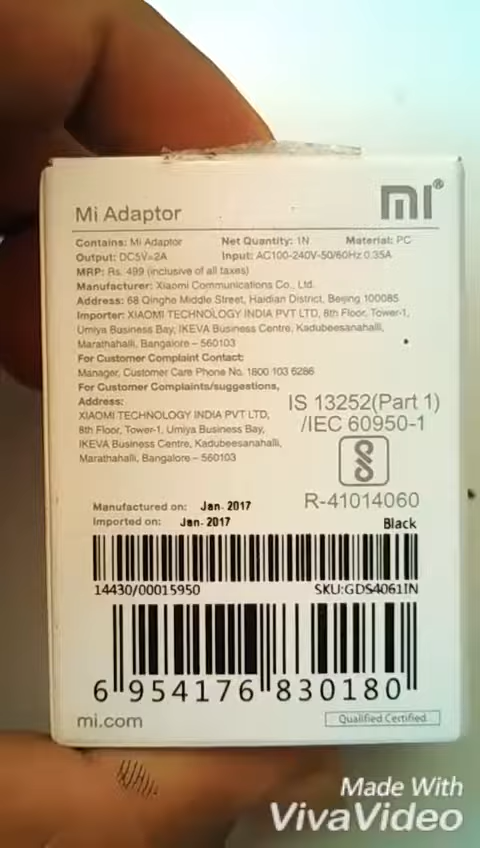 Mi Adaptor
mi®
Contains: Mi Adaptor Net Quantity: 1N Material: PC
Output: DC5V=2A Input: AC100-240V-50/60Hz 0.35A
MRP: Rs. 499 (inclusive of all taxes)
Manufacturer: Xiaomi Communications Co., Ltd.
Address: 68 Qinghe Middle Street, Haidian District, Beijing 100085
Importer: XIAOMI TECHNOLOGY INDIA PVT LTD, 8th Floor, Tower-1,
Umiya Business Bay, IKEVA Business Centre, Kadubeesanahalli,
Marathahalli, Bangalore – 560103
For Customer Complaint Contact:
Manager, Customer Care Phone No. 1800 103 6286
For Customer Complaints/suggestions,
Address:
XIAOMI TECHNOLOGY INDIA PVT LTD,
8th Floor, Tower-1, Umiya Business Bay,
IKEVA Business Centre, Kadubeesanahalli,
Marathahalli, Bangalore – 560103
IS 13252(Part 1)
/IEC 60950-1
R-41014060
Manufactured on: Jan-2017
Imported on: Jan-2017
Black
14430/00015950 SKU:GDS4061IN
6 954176 830180
mi.com
Qualified Certified
Made With
VivaVideo